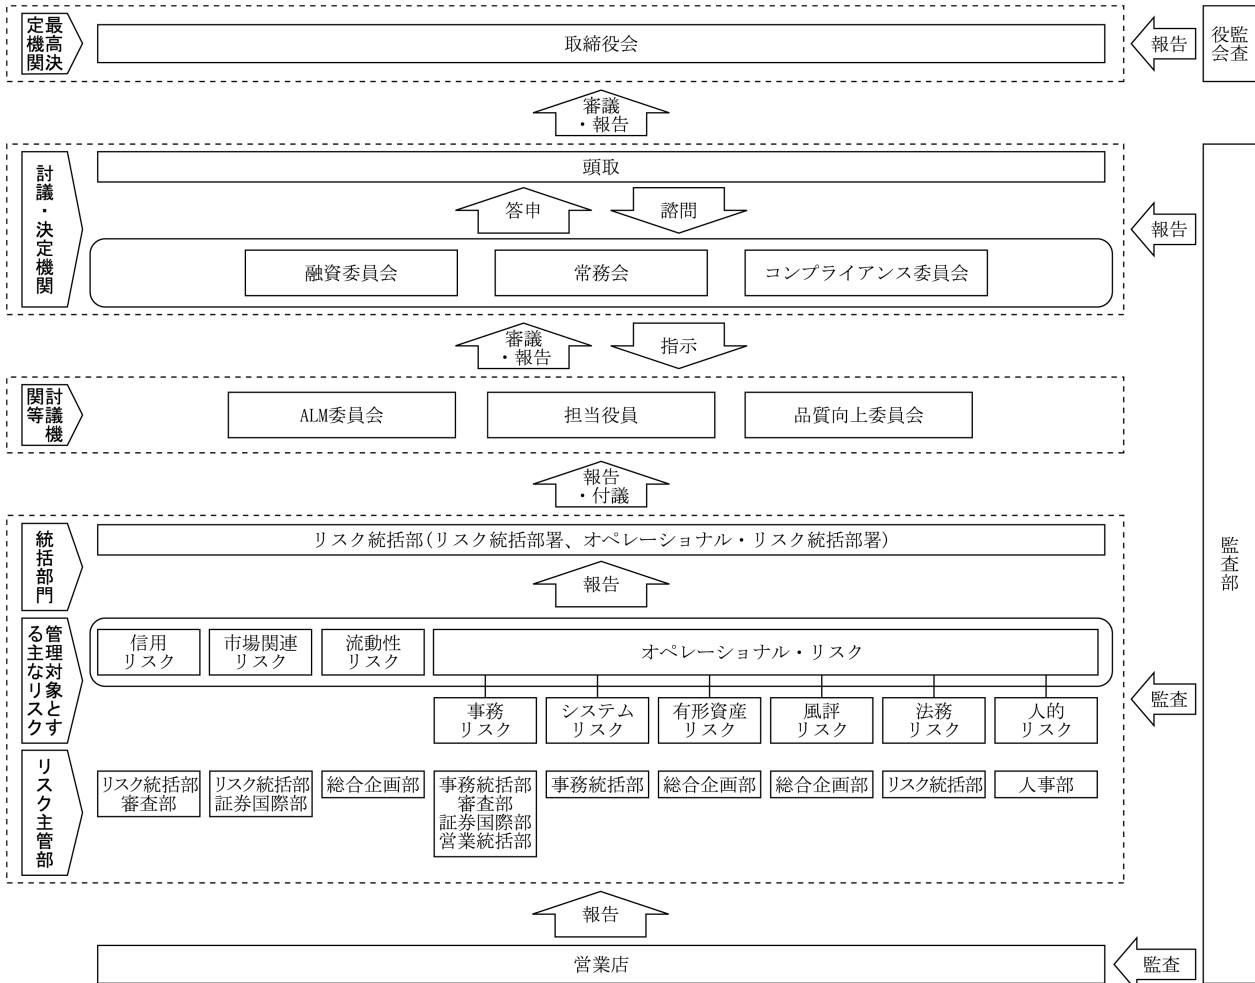 最高決
定機関
取締役会
報告
監査
役会
審議
・報告
討議・決定機関
頭取
答申
諮問
報告
融資委員会
常務会
コンプライアンス委員会
審議
・報告
指示
討議機
関等
ALM委員会
担当役員
品質向上委員会
報告
・付議
統括部門
リスク統括部(リスク統括部署、オペレーショナル・リスク統括部署)
報告
監査部
管理対象とす
る主なリスク
信用
リスク
市場関連
リスク
流動性
リスク
オペレーショナル・リスク
事務
リスク
システム
リスク
有形資産
リスク
風評
リスク
法務
リスク
人的
リスク
監査
リスク主管部
リスク統括部
審査部
リスク統括部
証券国際部
総合企画部
事務統括部
審査部
証券国際部
営業統括部
事務統括部
総合企画部
総合企画部
リスク統括部
人事部
報告
営業店
監査